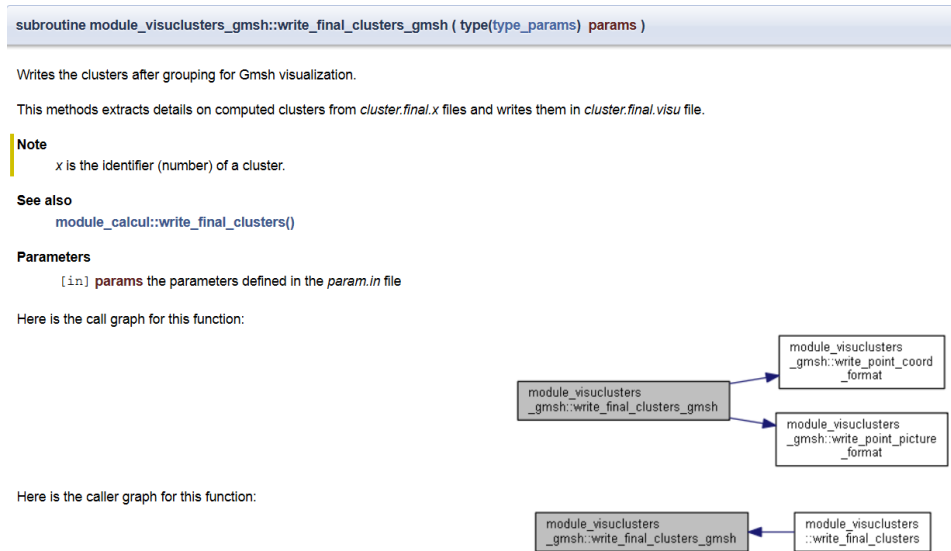 subroutine module_visuclusters_gmsh::write_final_clusters_gmsh ( type(type_params) params )
Writes the clusters after grouping for Gmsh visualization.
This methods extracts details on computed clusters from cluster.final.x files and writes them in cluster.final.visu file.
Note
x is the identifier (number) of a cluster.
See also
module_calcul::write_final_clusters()
Parameters
[in] params the parameters defined in the param.in file
Here is the call graph for this function:
module_visuclusters
_gmsh::write_final_clusters_gmsh
module_visuclusters
_gmsh::write_point_coord
_format
module_visuclusters
_gmsh::write_point_picture
_format
Here is the caller graph for this function:
module_visuclusters
_gmsh::write_final_clusters_gmsh
module_visuclusters
::write_final_clusters